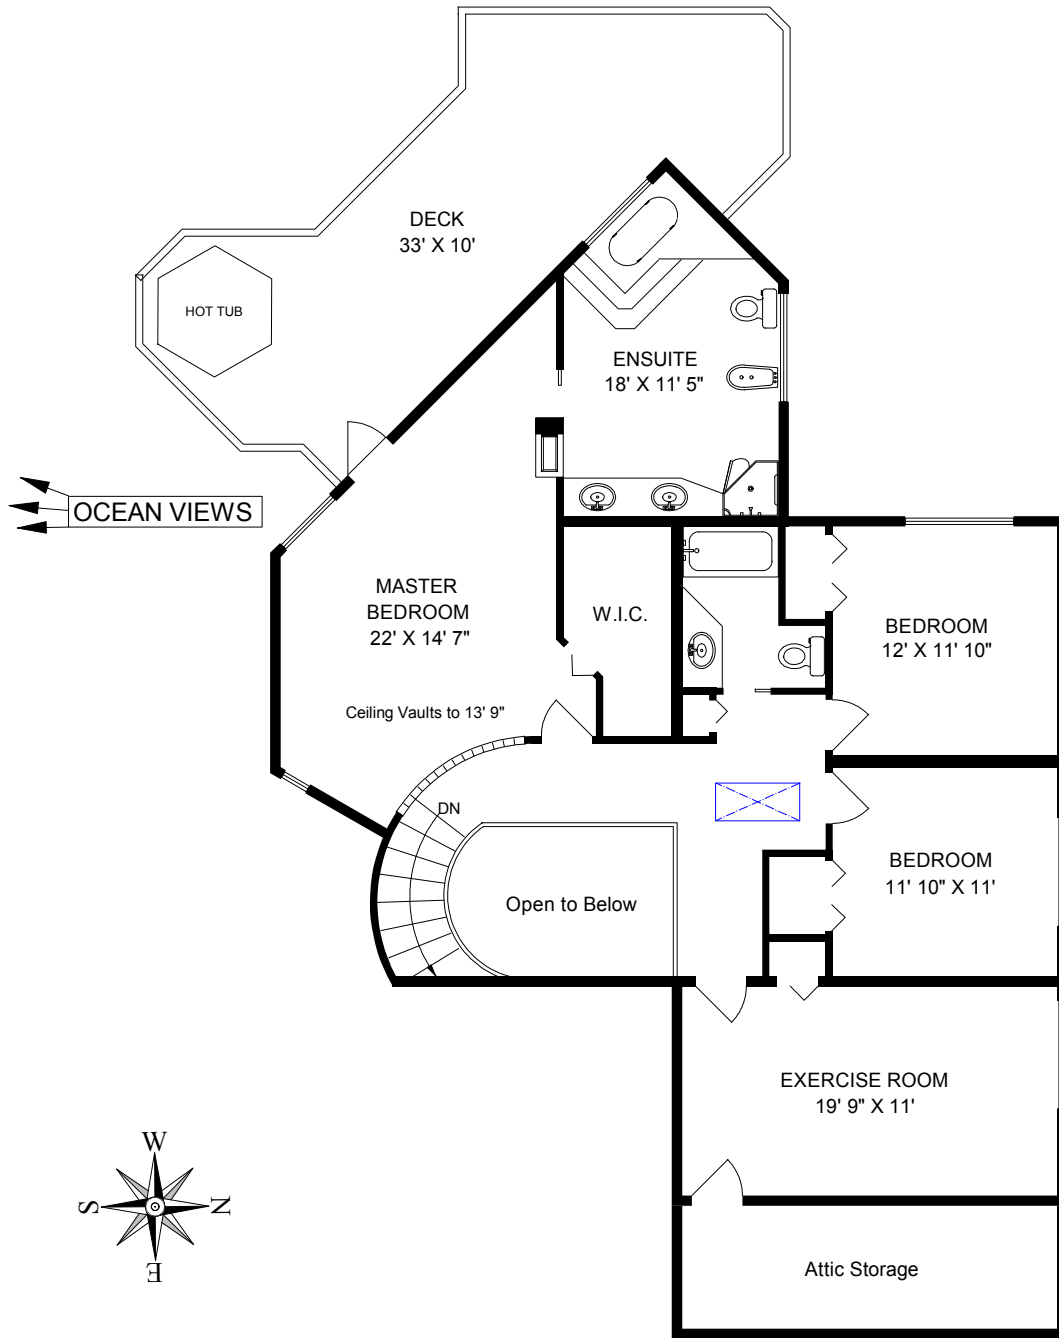 DECK
33' X 10'
HOT TUB
ENSUITE
18' X 11' 5"
OCEAN VIEWS
MASTER
BEDROOM
22' X 14' 7"
W.I.C.
BEDROOM
12' X 11' 10"
Ceiling Vaults to 13' 9"
DN
BEDROOM
11' 10" X 11'
Open to Below
EXERCISE ROOM
19' 9" X 11'
W
S
N
E
Attic Storage